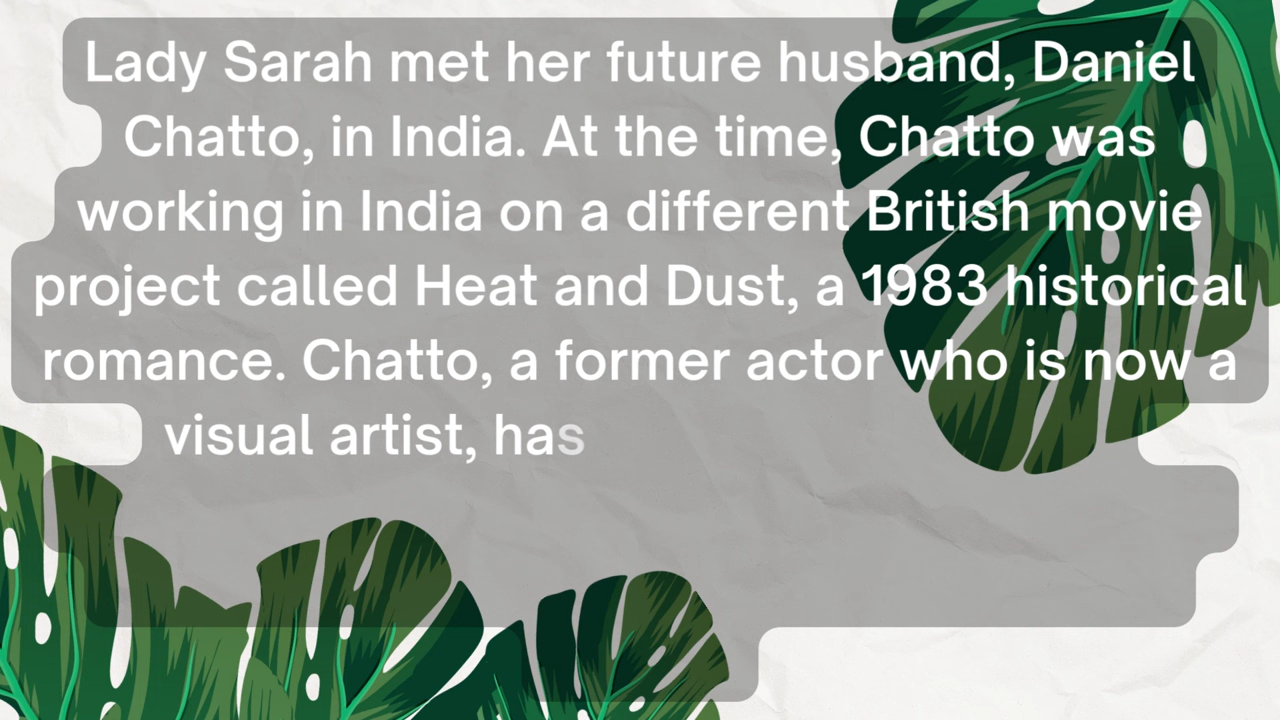 Lady Sarah met her future husband, Daniel
Chatto, in India. At the time, Chatto was
working in India on a different British movie
project called Heat and Dust, a 1983 historical
romance. Chatto, a former actor who is now a
visual artist, has